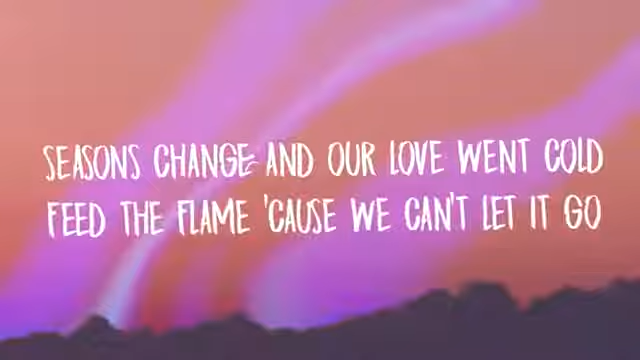 SEASONS CHANGE AND OUR LOVE WENT COLD
FEED THE FLAME 'CAUSE WE CAN'T LET IT GO